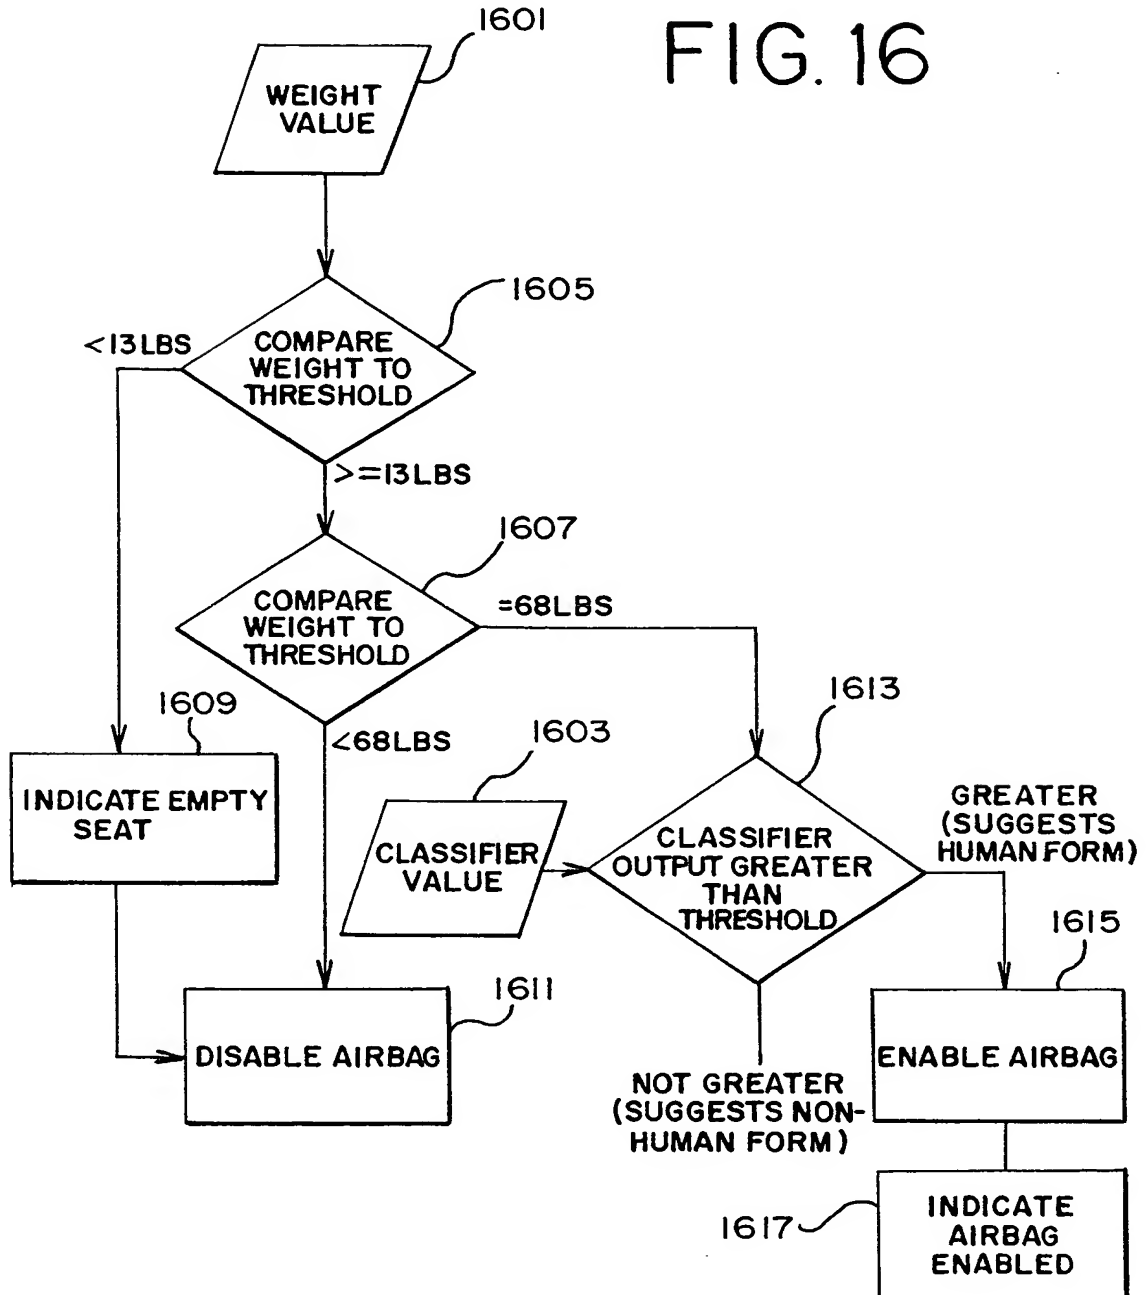 FIG. 16
1601
WEIGHT
VALUE
1605
<13LBS
COMPARE
WEIGHT TO
THRESHOLD
>=13LBS
1607
COMPARE
WEIGHT TO
THRESHOLD
=68LBS
1609
<68LBS
1603
1613
INDICATE EMPTY
SEAT
CLASSIFIER
VALUE
CLASSIFIER
OUTPUT GREATER
THAN
THRESHOLD
GREATER
(SUGGESTS
HUMAN FORM)
1611
1615
DISABLE AIRBAG
ENABLE AIRBAG
NOT GREATER
(SUGGESTS NON-
HUMAN FORM)
1617
INDICATE
AIRBAG
ENABLED